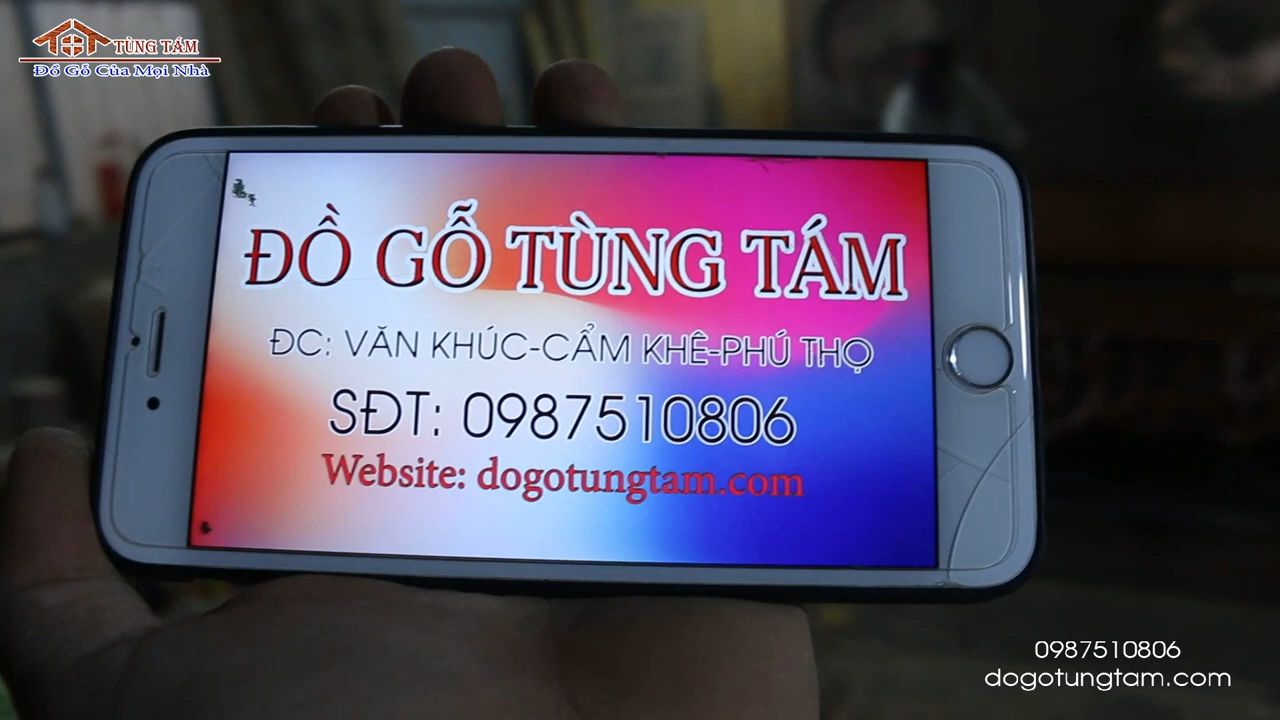 TÙNG TÁM
Đồ Gỗ Của Mọi Nhà
ĐỒ GỖ TÙNG TÁM
ĐC: VĂN KHÚC-CẨM KHÊ-PHÚ THỌ
SĐT: 0987510806
Website: dogotungtam.com
0987510806
dogotungtam.com